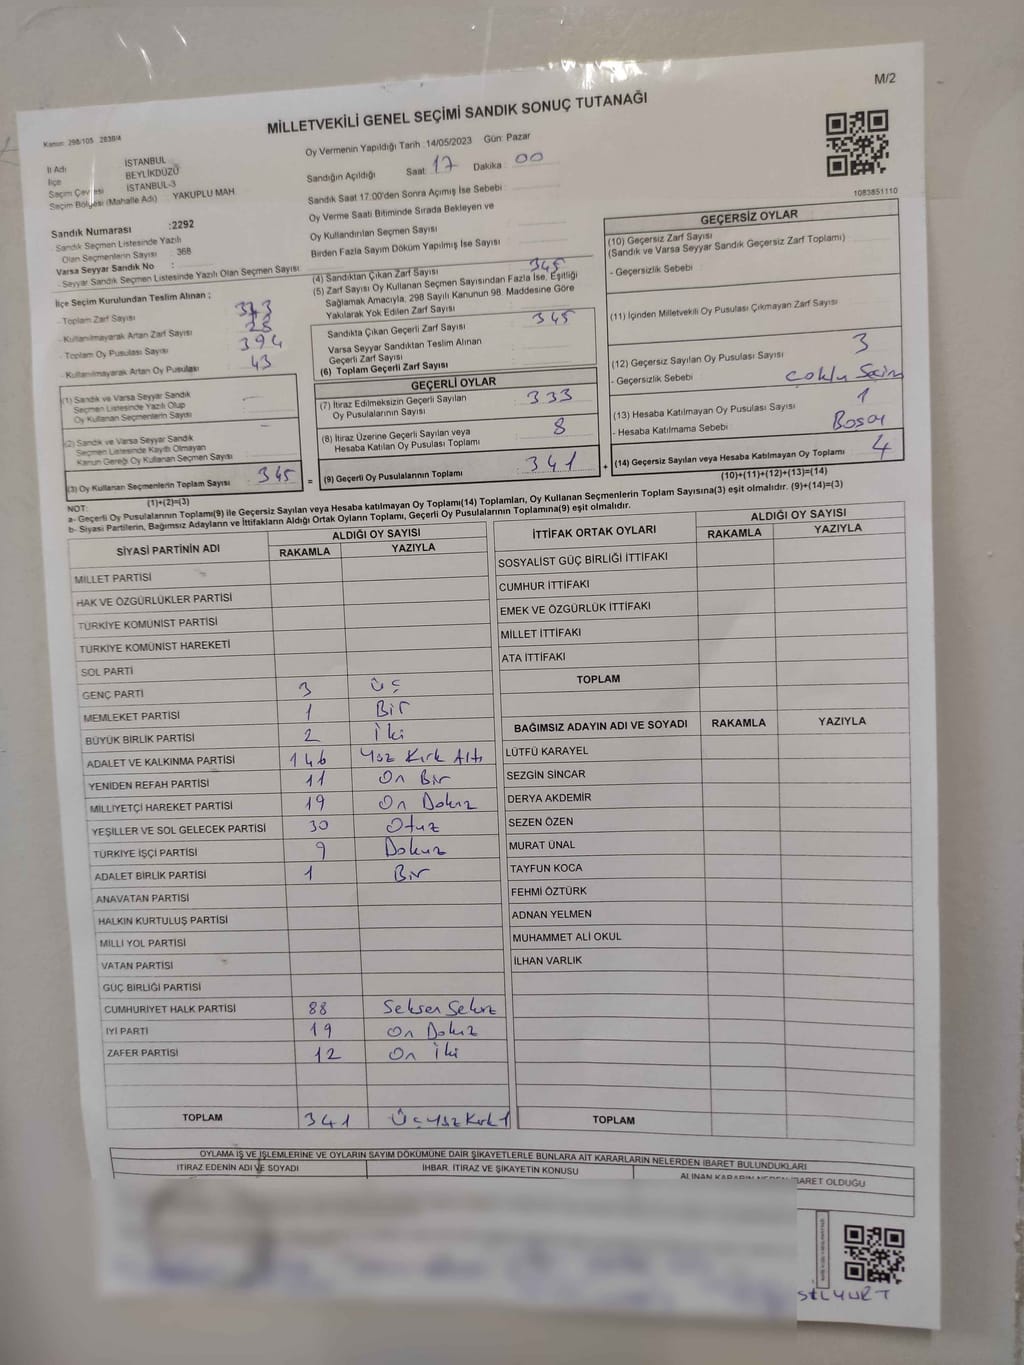 M/2
MİLLETVEKİLİ GENEL SEÇİMİ SANDIK SONUÇ TUTANAĞI
Kanun: 298/105 2839/4
İl Adı İSTANBUL
İlçe BEYLİKDÜZÜ
Seçim Çevresi İSTANBUL-3
Seçim Bölgesi (Mahalle Adı) YAKUPLU MAH.
Oy Vermenin Yapıldığı Tarih :14/05/2023 Gün: Pazar
Sandığın Açıldığı Saat 17 Dakika 00
Sandık Saat 17:00'den Sonra Açımış İse Sebebi
Oy Verme Saati Bitiminde Sırada Bekleyen ve
Oy Kullandırılan Seçmen Sayısı
Birden Fazla Sayım Döküm Yapılmış İse Sayısı
1083851110
Sandık Numarası :2292
Sandık Seçmen Listesinde Yazılı
Olan Seçmenlerin Sayısı : 368
Varsa Seyyar Sandık No :
- Seyyar Sandık Seçmen Listesinde Yazılı Olan Seçmen Sayısı
İlçe Seçim Kurulundan Teslim Alınan ;
- Toplam Zarf Sayısı 373
- Kullanılmayarak Artan Zarf Sayısı 28
- Toplam Oy Pusulası Sayısı 394
- Kullanılmayarak Artan Oy Pusulası 43
(1) Sandık ve Varsa Seyyar Sandık
Seçmen Listesinde Yazılı Olup
Oy Kullanan Seçmenlerin Sayısı
(2) Sandık ve Varsa Seyyar Sandık
Seçmen Listesinde Kayıtlı Olmayan
Kanun Gereği Oy Kullanan Seçmen Sayısı
(3) Oy Kullanan Seçmenlerin Toplam Sayısı : 345 =
(1)+(2)=(3)
(4) Sandıktan Çıkan Zarf Sayısı 345
(5) Zarf Sayısı Oy Kullanan Seçmen Sayısından Fazla İse, Eşitliği
Sağlamak Amacıyla, 298 Sayılı Kanunun 98. Maddesine Göre
Yakılarak Yok Edilen Zarf Sayısı
Sandıkta Çıkan Geçerli Zarf Sayısı 345
Varsa Seyyar Sandıktan Teslim Alınan
Geçerli Zarf Sayısı
(6) Toplam Geçerli Zarf Sayısı
GEÇERLİ OYLAR
(7) İtiraz Edilmeksizin Geçerli Sayılan
Oy Pusulalarının Sayısı : 333
(8) İtiraz Üzerine Geçerli Sayılan veya
Hesaba Katılan Oy Pusulası Toplamı : 8
(9) Geçerli Oy Pusulalarının Toplamı : 341 +
GEÇERSİZ OYLAR
(10) Geçersiz Zarf Sayısı
(Sandık ve Varsa Seyyar Sandık Geçersiz Zarf Toplamı)
- Geçersizlik Sebebi
(11) İçinden Milletvekili Oy Pusulası Çıkmayan Zarf Sayısı
(12) Geçersiz Sayılan Oy Pusulası Sayısı 3
- Geçersizlik Sebebi Çoklu Seçim
(13) Hesaba Katılmayan Oy Pusulası Sayısı 1
- Hesaba Katılmama Sebebi
(14) Geçersiz Sayılan veya Hesaba Katılmayan Oy Toplamı 4
(10)+(11)+(12)+(13)=(14)
NOT:
a- Geçerli Oy Pusulalarının Toplamı(9) ile Geçersiz Sayılan veya Hesaba katılmayan Oy Toplamı(14) Toplamları, Oy Kullanan Seçmenlerin Toplam Sayısına(3) eşit olmalıdır. (9)+(14)=(3)
b- Siyasi Partilerin, Bağımsız Adayların ve İttifakların Aldığı Ortak Oyların Toplamı, Geçerli Oy Pusulalarının Toplamına(9) eşit olmalıdır.
SİYASİ PARTİNİN ADI ALDIĞI OY SAYISI
RAKAMLA YAZIYLA
MİLLET PARTİSİ
HAK VE ÖZGÜRLÜKLER PARTİSİ
TÜRKİYE KOMÜNİST PARTİSİ
TÜRKİYE KOMÜNİST HAREKETİ
SOL PARTİ
GENÇ PARTİ 3 Üç
MEMLEKET PARTİSİ 1 Bir
BÜYÜK BİRLİK PARTİSİ 2 İki
ADALET VE KALKINMA PARTİSİ 146 Yüz Kırk Altı
YENİDEN REFAH PARTİSİ 11 On Bir
MİLLİYETÇİ HAREKET PARTİSİ 19 On Dokuz
YEŞİLLER VE SOL GELECEK PARTİSİ 30 Otuz
TÜRKİYE İŞÇİ PARTİSİ 9 Dokuz
ADALET BİRLİK PARTİSİ 1 Bir
ANAVATAN PARTİSİ
HALKIN KURTULUŞ PARTİSİ
MİLLİ YOL PARTİSİ
VATAN PARTİSİ
GÜÇ BİRLİĞİ PARTİSİ
CUMHURİYET HALK PARTİSİ 88 Seksen Sekiz
İYİ PARTİ 19 On Dokuz
ZAFER PARTİSİ 12 On İki
TOPLAM 341 Üç Yüz Kırk 1
İTTİFAK ORTAK OYLARI ALDIĞI OY SAYISI
RAKAMLA YAZIYLA
SOSYALİST GÜÇ BİRLİĞİ İTTİFAKI
CUMHUR İTTİFAKI
EMEK VE ÖZGÜRLÜK İTTİFAKI
MİLLET İTTİFAKI
ATA İTTİFAKI
TOPLAM
BAĞIMSIZ ADAYIN ADI VE SOYADI RAKAMLA YAZIYLA
LÜTFÜ KARAYEL
SEZGİN SİNCAR
DERYA AKDEMİR
SEZEN ÖZEN
MURAT ÜNAL
TAYFUN KOCA
FEHMİ ÖZTÜRK
ADNAN YELMEN
MUHAMMET ALİ OKUL
İLHAN VARLIK
TOPLAM
OYLAMA İŞ VE İŞLEMLERİNE VE OYLARIN SAYIM DÖKÜMÜNE DAİR ŞİKAYETLERLE BUNLARA AİT KARARLARIN NELERDEN İBARET BULUNDUKLARI
İTİRAZ EDENİN ADI VE SOYADI İHBAR, İTİRAZ VE ŞİKAYETİN KONUSU ALINAN KARARIN NEDEN İBARET OLDUĞU